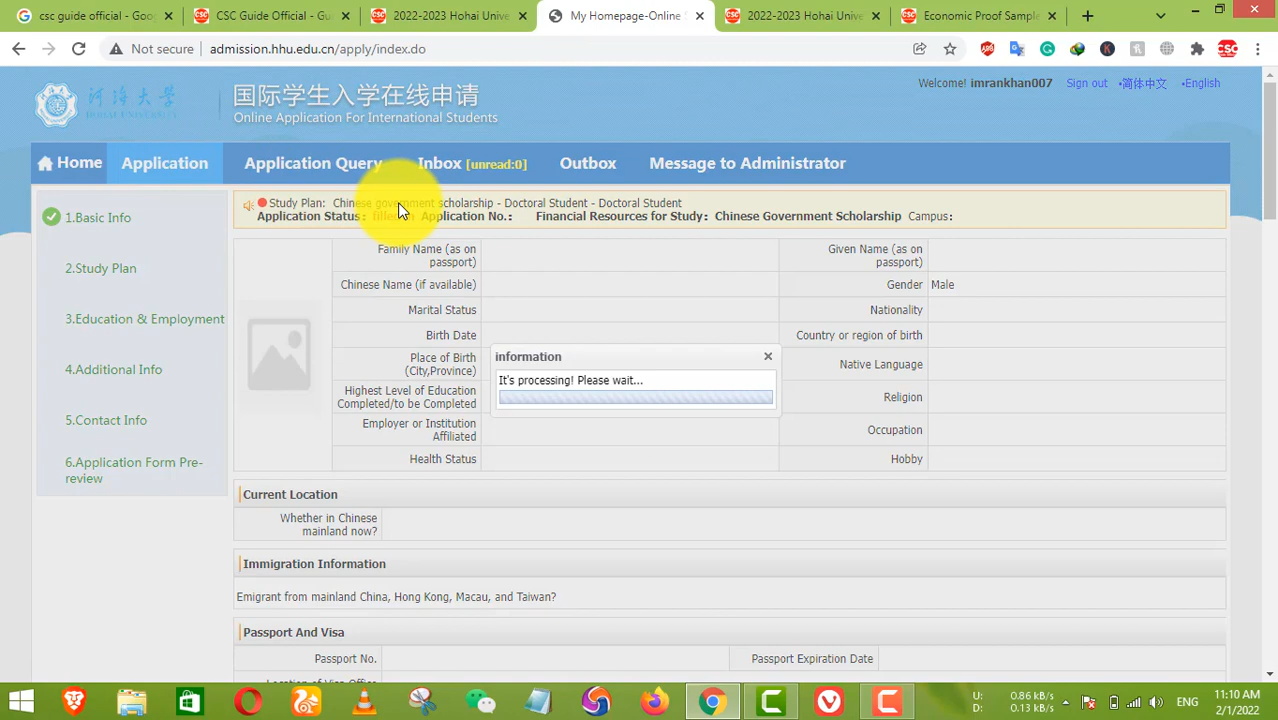 csc guide official - Goo
CSC Guide Official - Gu
2022-2023 Hohai Unive
My Homepage-Online
2022-2023 Hohai Unive
Economic Proof Sample
Not secure
admission.hhu.edu.cn/apply/index.do
Welcome! imrankhan007 Sign out •简体中文 •English
河海大学
HOHAI UNIVERSITY
国际学生入学在线申请
Online Application For International Students
Home Application Application Query Inbox [unread:0] Outbox Message to Administrator
1.Basic Info
2.Study Plan
3.Education & Employment
4.Additional Info
5.Contact Info
6.Application Form Pre-
review
Study Plan: Chinese government scholarship - Doctoral Student - Doctoral Student
Application Status: Application No.: Financial Resources for Study: Chinese Government Scholarship Campus:
Family Name (as on
passport)
Given Name (as on
passport)
Chinese Name (if available)
Gender Male
Marital Status
Nationality
Birth Date
Country or region of birth
Place of Birth
(City,Province)
Native Language
Highest Level of Education
Completed/to be Completed
Religion
Employer or Institution
Affiliated
Occupation
Health Status
Hobby
information
It's processing! Please wait...
Current Location
Whether in Chinese
mainland now?
Immigration Information
Emigrant from mainland China, Hong Kong, Macau, and Taiwan?
Passport And Visa
Passport No.
Passport Expiration Date
Location of Visa Office
U: 0.86 kB/s
D: 0.13 kB/s
ENG
11:10 AM
2/1/2022